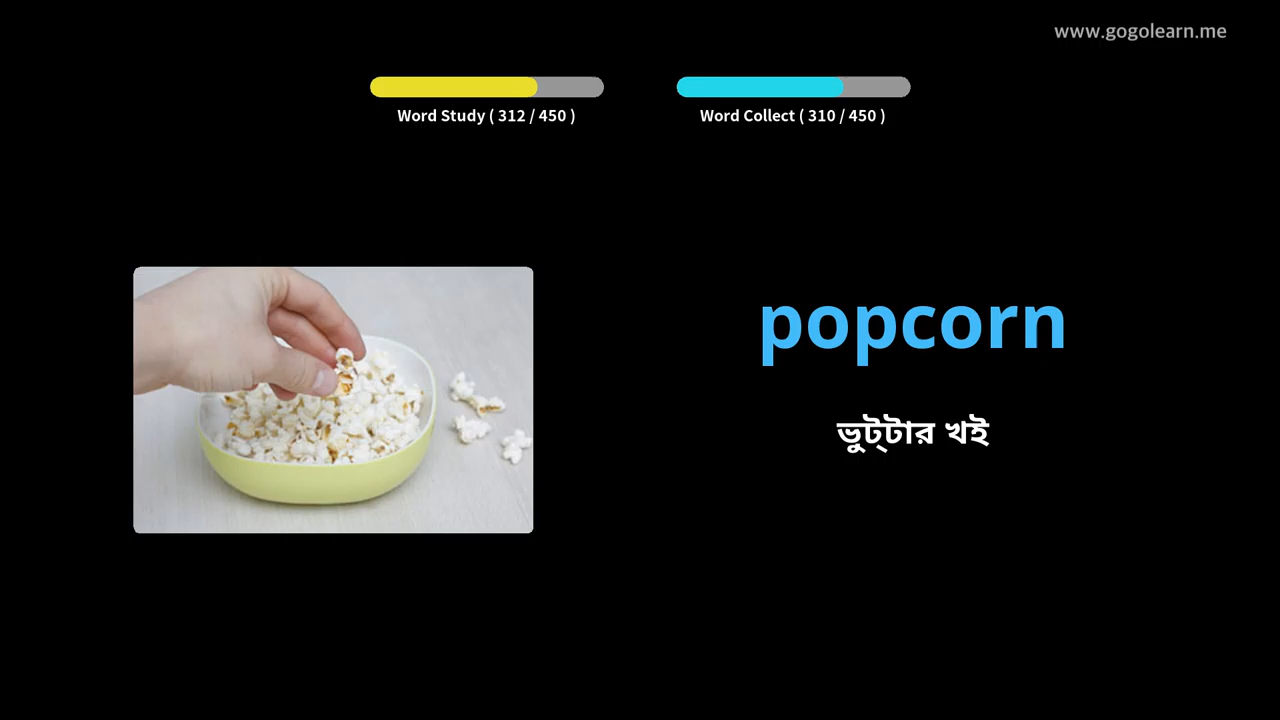 www.gogolearn.me
Word Study ( 312 / 450 )
Word Collect ( 310 / 450 )
popcorn
ভুট্টার খই